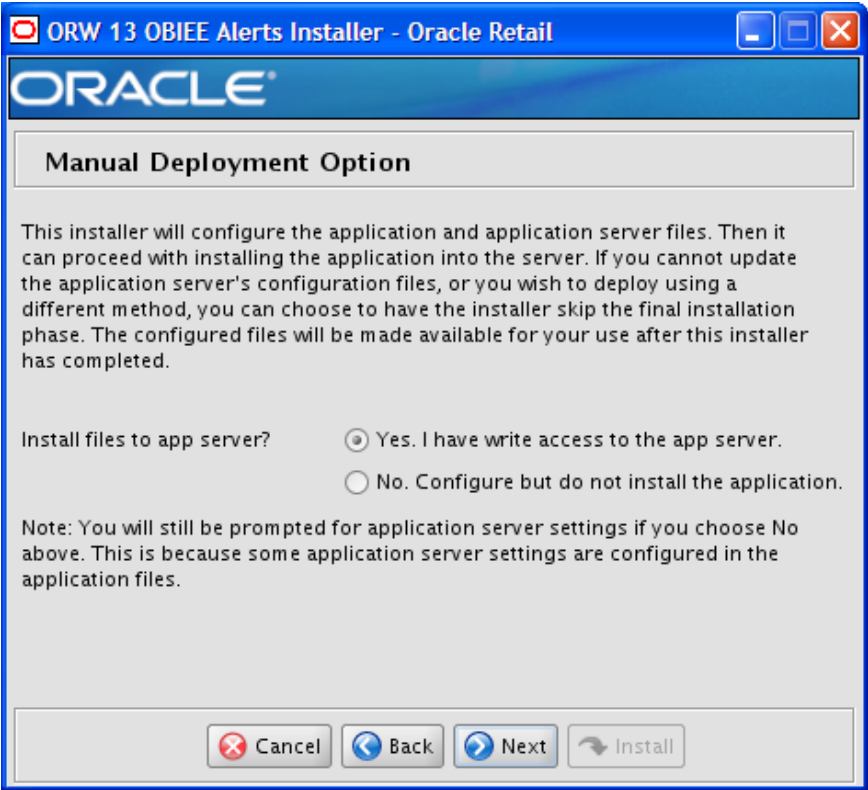 ORW 13 OBIEE Alerts Installer - Oracle Retail
ORACLE®
Manual Deployment Option
This installer will configure the application and application server files. Then it
can proceed with installing the application into the server. If you cannot update
the application server's configuration files, or you wish to deploy using a
different method, you can choose to have the installer skip the final installation
phase. The configured files will be made available for your use after this installer
has completed.
Install files to app server? Yes. I have write access to the app server.
No. Configure but do not install the application.
Note: You will still be prompted for application server settings if you choose No
above. This is because some application server settings are configured in the
application files.
Cancel Back Next Install